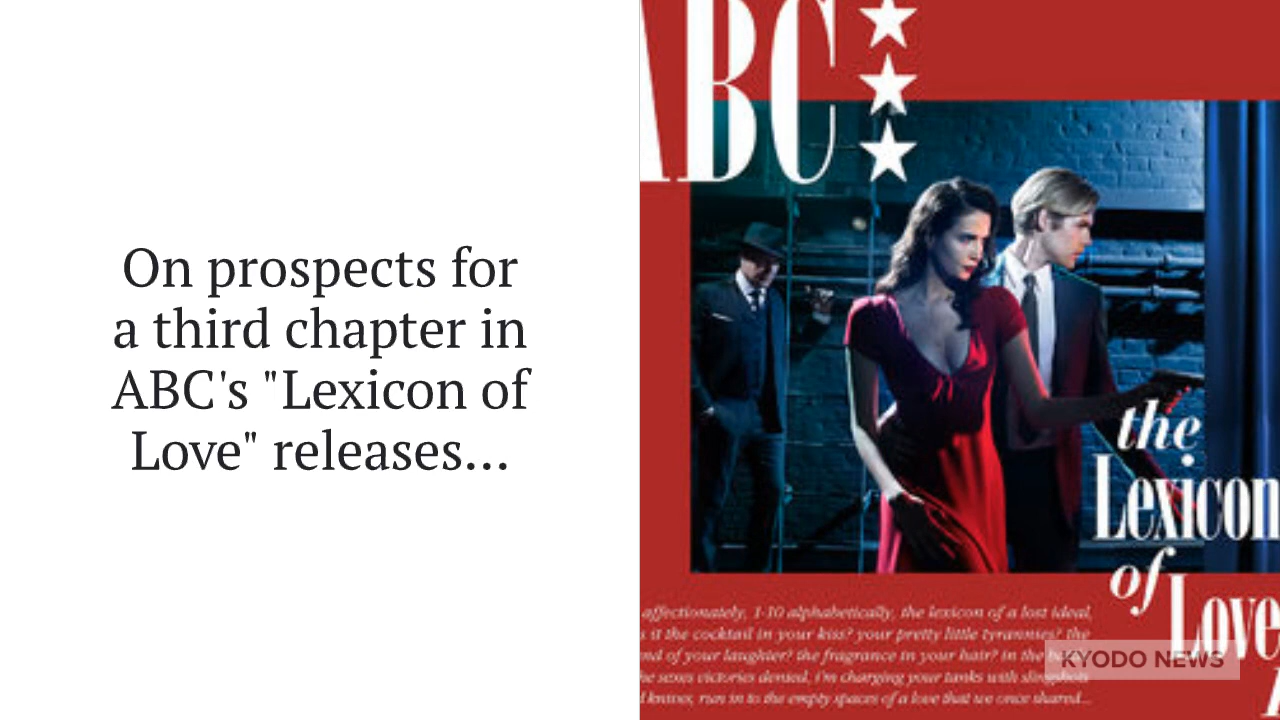 On prospects for
a third chapter in
ABC's "Lexicon of
Love" releases...
ABC
the
Lexicon
of
Love
affectionately, 1-10 alphabetically, the lexicon of a lost ideal,
it the cocktail in your kiss? your pretty little tyrannies? the
of your laughter? the fragrance in your hair? in the
sexes victories denied, i'm charging your tanks with slingshots
knives, run in to the empty spaces of a love that we once shared...
KYODO NEWS